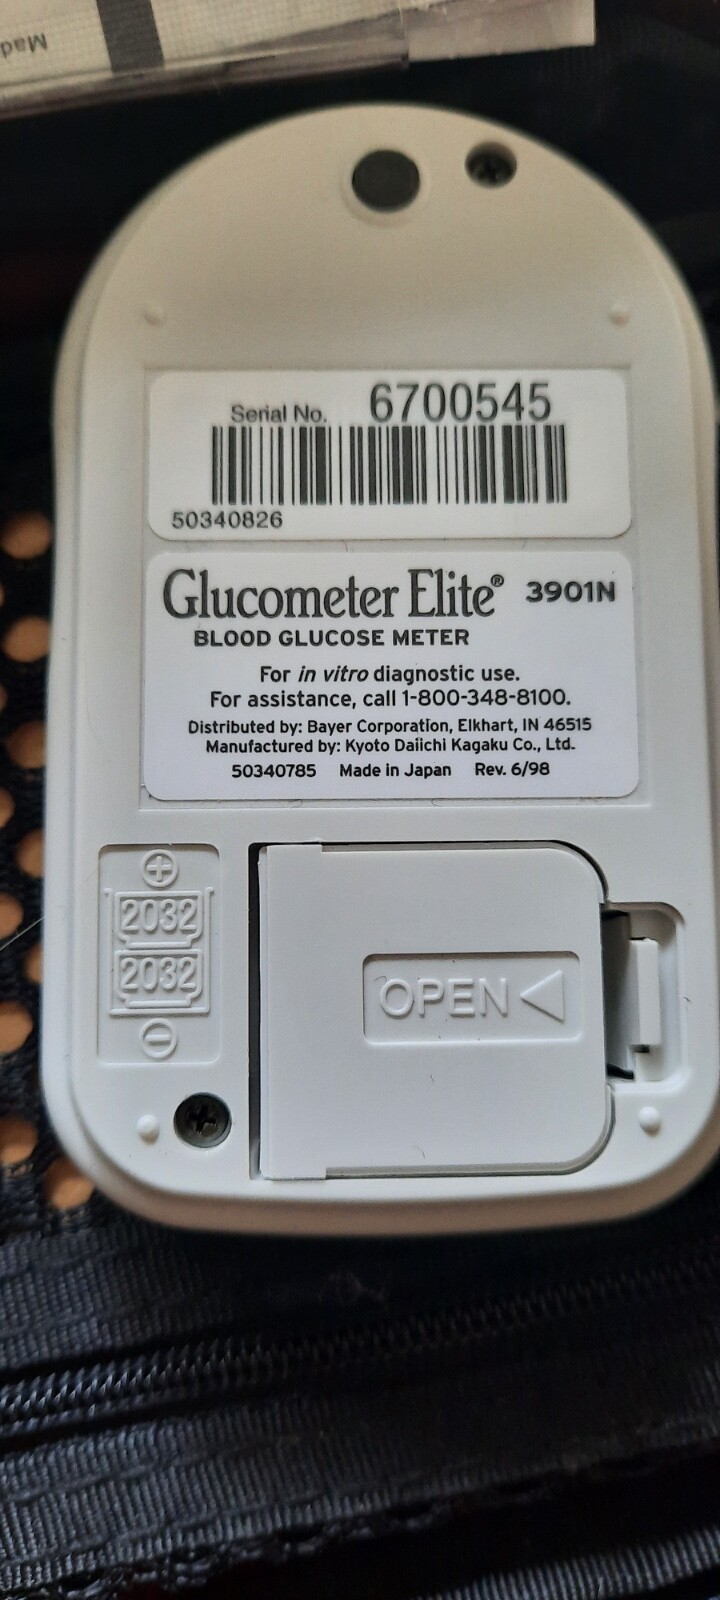 Mad
Serial No. 6700545
50340826
Glucometer Elite® 3901N
BLOOD GLUCOSE METER
For in vitro diagnostic use.
For assistance, call 1-800-348-8100.
Distributed by: Bayer Corporation, Elkhart, IN 46515
Manufactured by: Kyoto Daiichi Kagaku Co., Ltd.
50340785 Made in Japan Rev. 6/98
+
2032
2032
−
OPEN